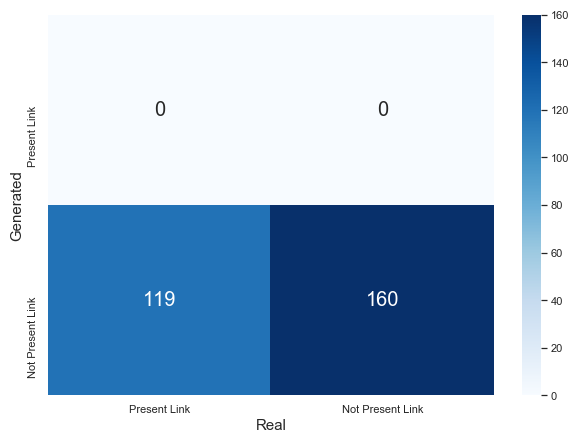 160
140
120
100
80
60
40
20
0
Generated
Present Link
Not Present Link
0 0
119 160
Present Link Not Present Link
Real